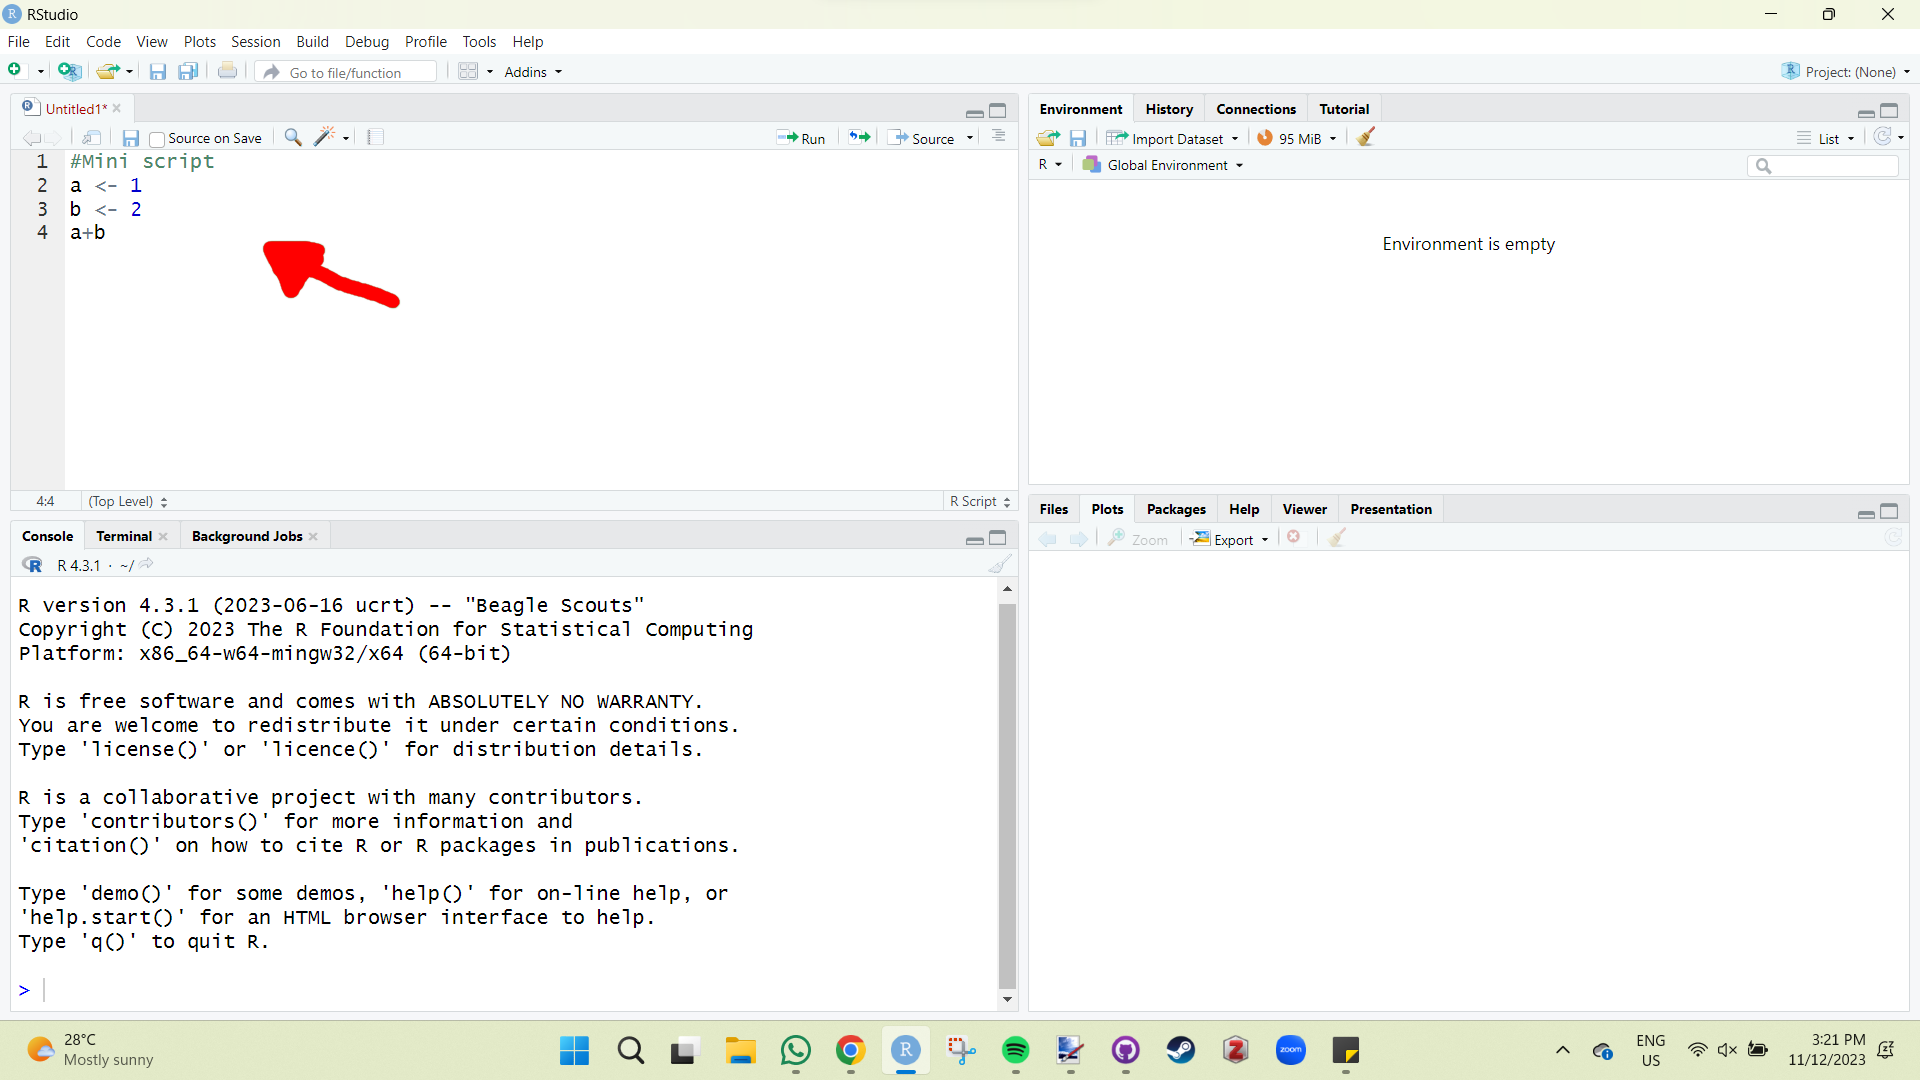 RStudio
File Edit Code View Plots Session Build Debug Profile Tools Help
Go to file/function Addins Project: (None)
Untitled1*
Source on Save Run Source
1 #Mini script
2 a <- 1
3 b <- 2
4 a+b
4:4 (Top Level) R Script
Console Terminal Background Jobs
R 4.3.1 · ~/
R version 4.3.1 (2023-06-16 ucrt) -- "Beagle Scouts"
Copyright (C) 2023 The R Foundation for Statistical Computing
Platform: x86_64-w64-mingw32/x64 (64-bit)
R is free software and comes with ABSOLUTELY NO WARRANTY.
You are welcome to redistribute it under certain conditions.
Type 'license()' or 'licence()' for distribution details.
R is a collaborative project with many contributors.
Type 'contributors()' for more information and
'citation()' on how to cite R or R packages in publications.
Type 'demo()' for some demos, 'help()' for on-line help, or
'help.start()' for an HTML browser interface to help.
Type 'q()' to quit R.
>
Environment History Connections Tutorial
Import Dataset 95 MiB List
R Global Environment
Environment is empty
Files Plots Packages Help Viewer Presentation
Zoom Export
28°C
Mostly sunny
zoom
ENG
US
3:21 PM
11/12/2023